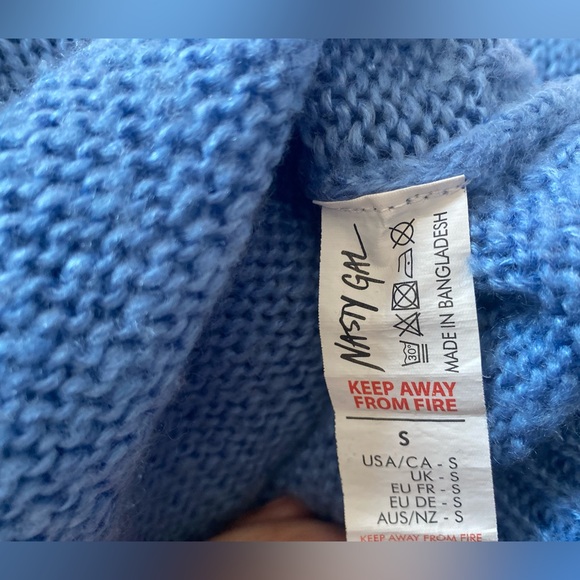 NASTY GAL
30°
MADE IN BANGLADESH
KEEP AWAY
FROM FIRE
S
USA/CA - S
UK - S
EU FR - S
EU DE - S
AUS/NZ - S
KEEP AWAY FROM FIRE